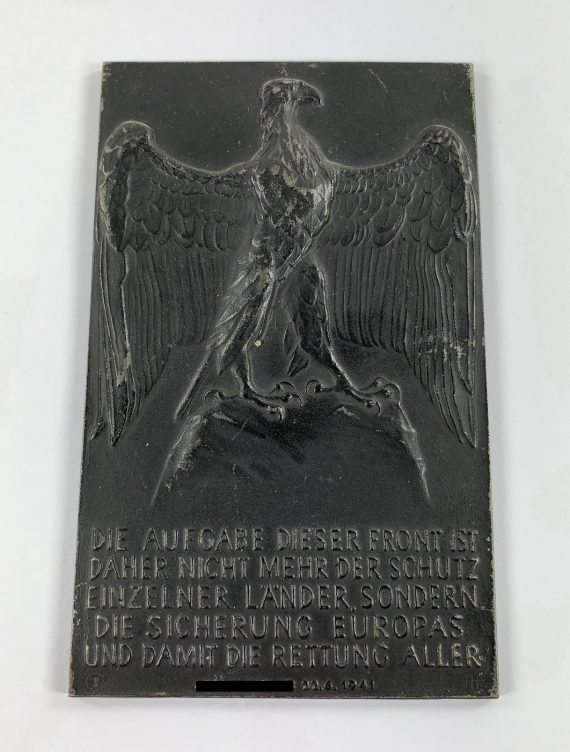 DIE AUFGABE DIESER FRONT IST
DAHER NICHT MEHR DER SCHUTZ
EINZELNER LÄNDER, SONDERN
DIE SICHERUNG EUROPAS
UND DAMIT DIE RETTUNG ALLER
22.6.1941